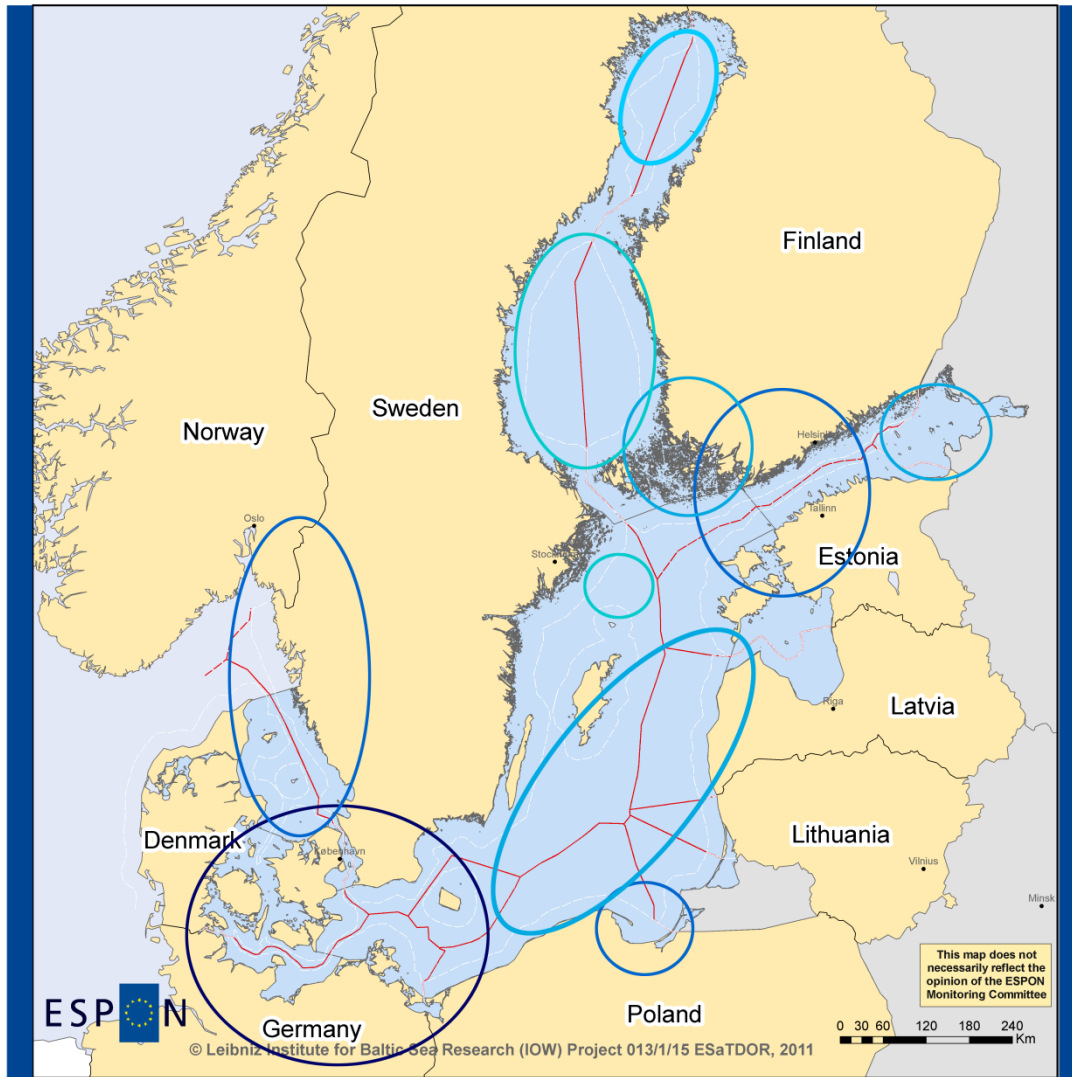 Finland
Sweden
Norway
Helsinki
Oslo
Tallinn
Stockholm
Estonia
Riga
Latvia
Denmark
København
Lithuania
Vilnius
Minsk
This map does not
necessarily reflect the
opinion of the ESPON
Monitoring Committee
ESPON
Germany
Poland
0 30 60 120 180 240
Km
© Leibniz Institute for Baltic Sea Research (IOW) Project 013/1/15 ESaTDOR, 2011